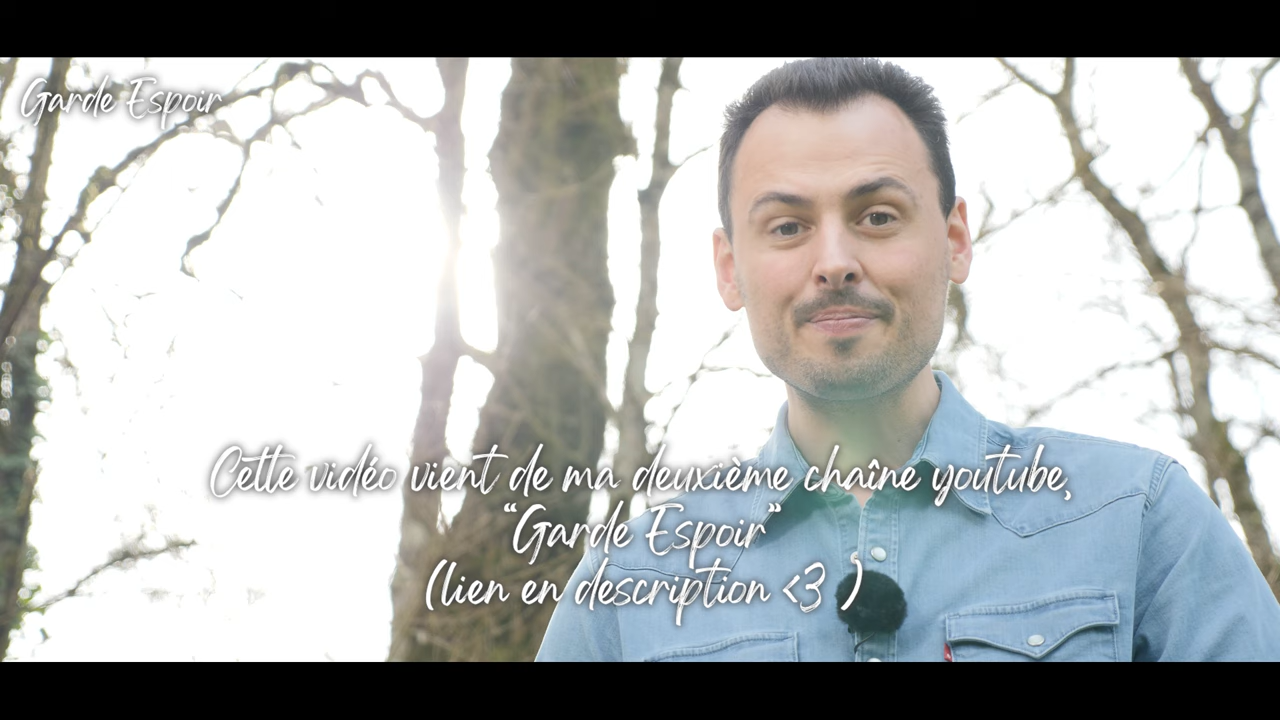 Garde Espoir
Cette vidéo vient de ma deuxième chaîne youtube,
“Garde Espoir”
(lien en description <3 )